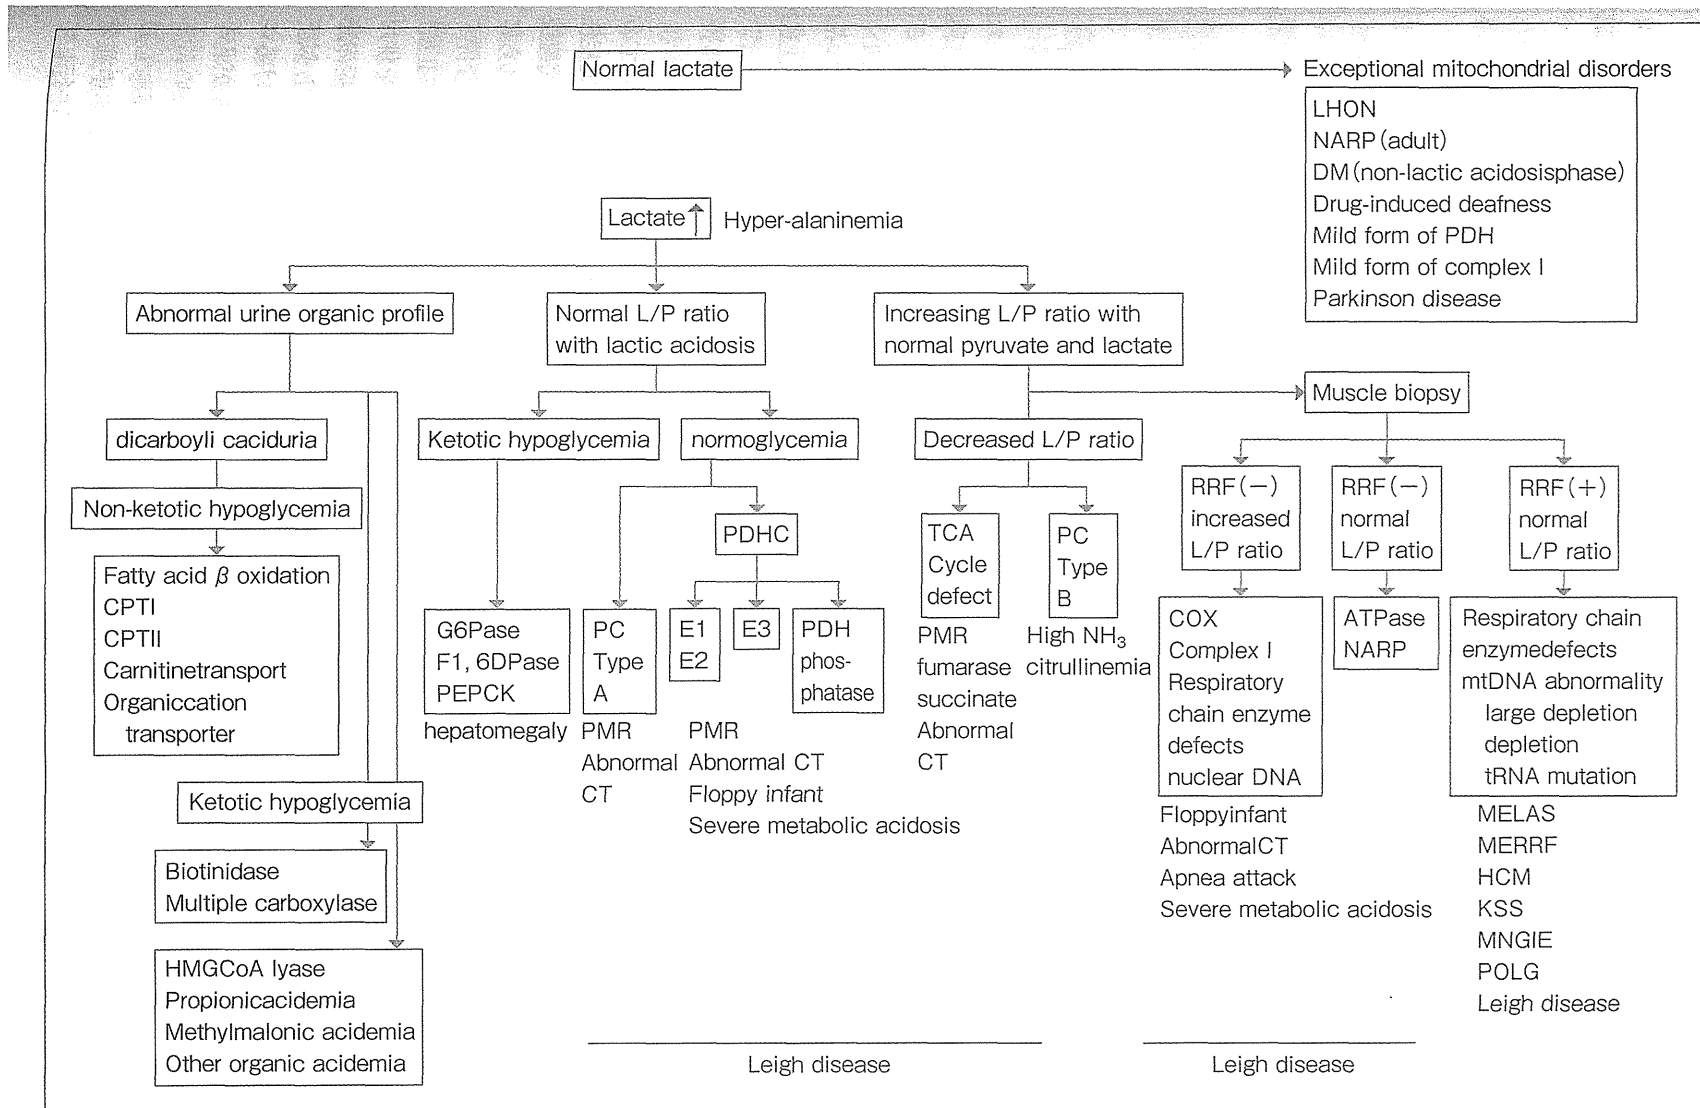 Normal lactate
Exceptional mitochondrial disorders
LHON
NARP (adult)
DM (non-lactic acidosisphase)
Drug-induced deafness
Mild form of PDH
Mild form of complex I
Parkinson disease
Lactate↑
Hyper-alaninemia
Abnormal urine organic profile
Normal L/P ratio
with lactic acidosis
Increasing L/P ratio with
normal pyruvate and lactate
Muscle biopsy
dicarboyli caciduria
Ketotic hypoglycemia
normoglycemia
Decreased L/P ratio
Non-ketotic hypoglycemia
Fatty acid β oxidation
CPTI
CPTII
Carnitinetransport
Organiccation
transporter
Ketotic hypoglycemia
Biotinidase
Multiple carboxylase
HMGCoA lyase
Propionicacidemia
Methylmalonic acidemia
Other organic acidemia
G6Pase
F1, 6DPase
PEPCK
hepatomegaly
PC
Type
A
PMR
Abnormal
CT
PDHC
E1
E2
E3
PDH
phos-
phatase
PMR
Abnormal CT
Floppy infant
Severe metabolic acidosis
TCA
Cycle
defect
PMR
fumarase
succinate
Abnormal
CT
PC
Type
B
High NH₃
citrullinemia
RRF (−)
increased
L/P ratio
COX
Complex I
Respiratory
chain enzyme
defects
nuclear DNA
Floppyinfant
AbnormalCT
Apnea attack
Severe metabolic acidosis
RRF (−)
normal
L/P ratio
ATPase
NARP
RRF (+)
normal
L/P ratio
Respiratory chain
enzymedefects
mtDNA abnormality
large depletion
depletion
tRNA mutation
MELAS
MERRF
HCM
KSS
MNGIE
POLG
Leigh disease
Leigh disease
Leigh disease